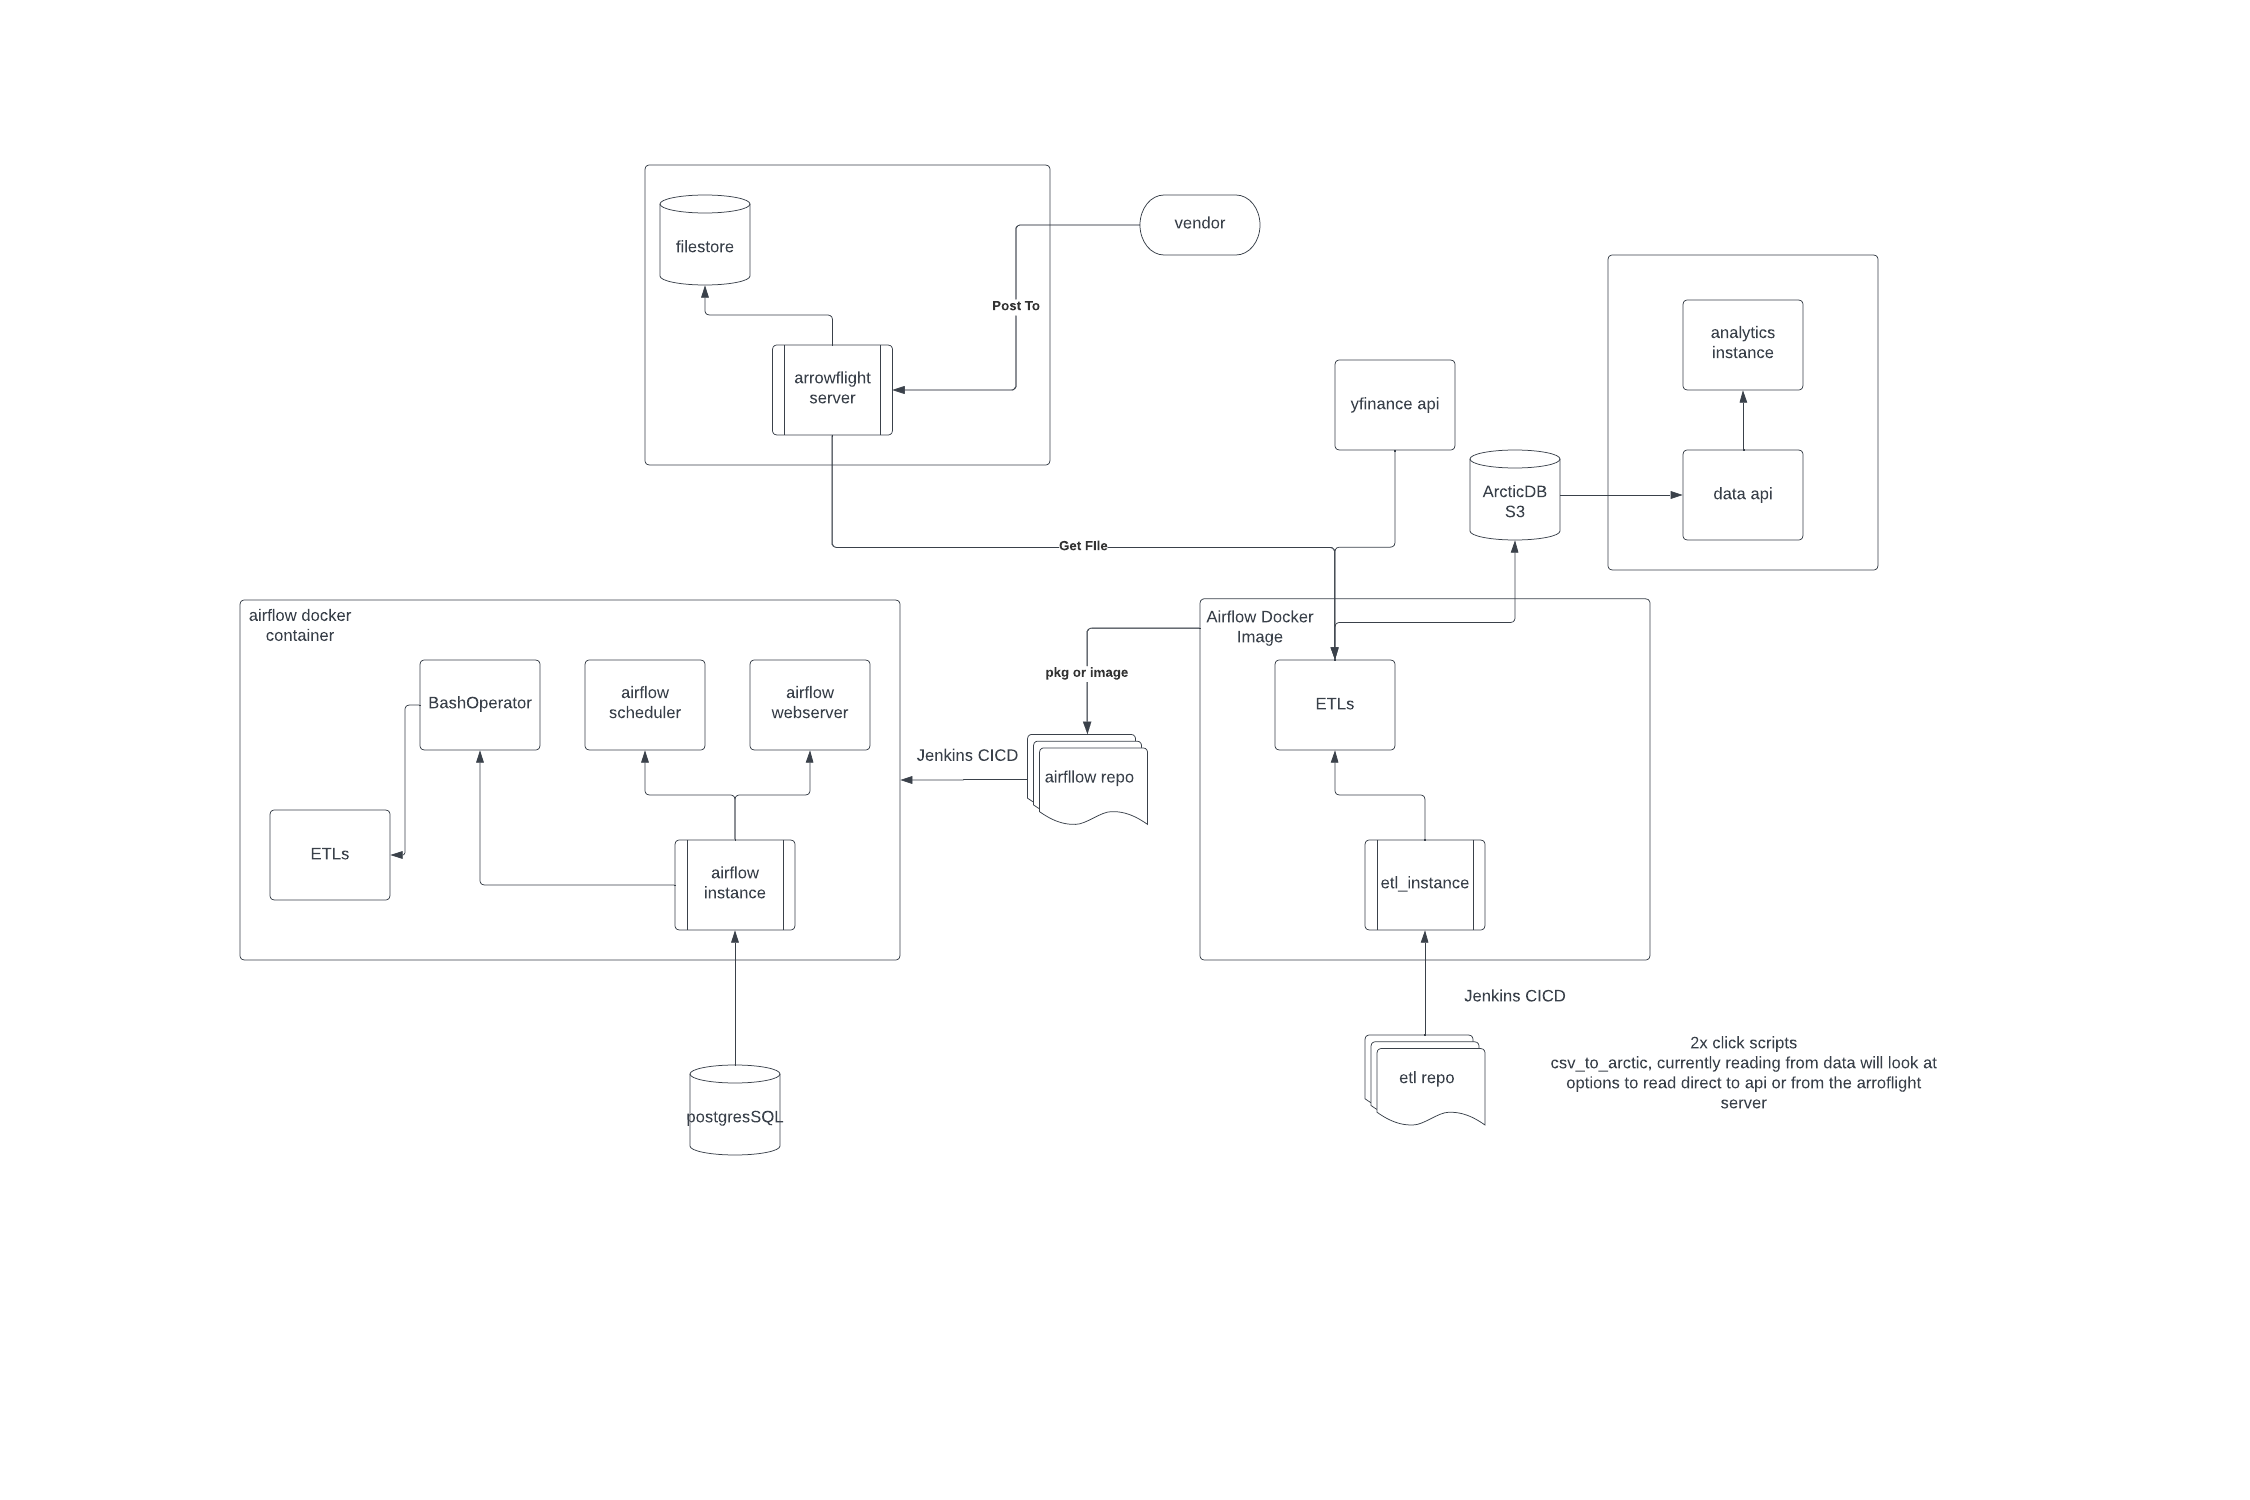 filestore
vendor
Post To
arrowflight
server
analytics
instance
yfinance api
ArcticDB
S3
data api
Get FIle
airflow docker
container
BashOperator
airflow
scheduler
airflow
webserver
ETLs
airflow
instance
postgresSQL
Jenkins CICD
pkg or image
airfllow repo
Airflow Docker
Image
ETLs
etl_instance
Jenkins CICD
etl repo
2x click scripts
csv_to_arctic, currently reading from data will look at
options to read direct to api or from the arroflight
server